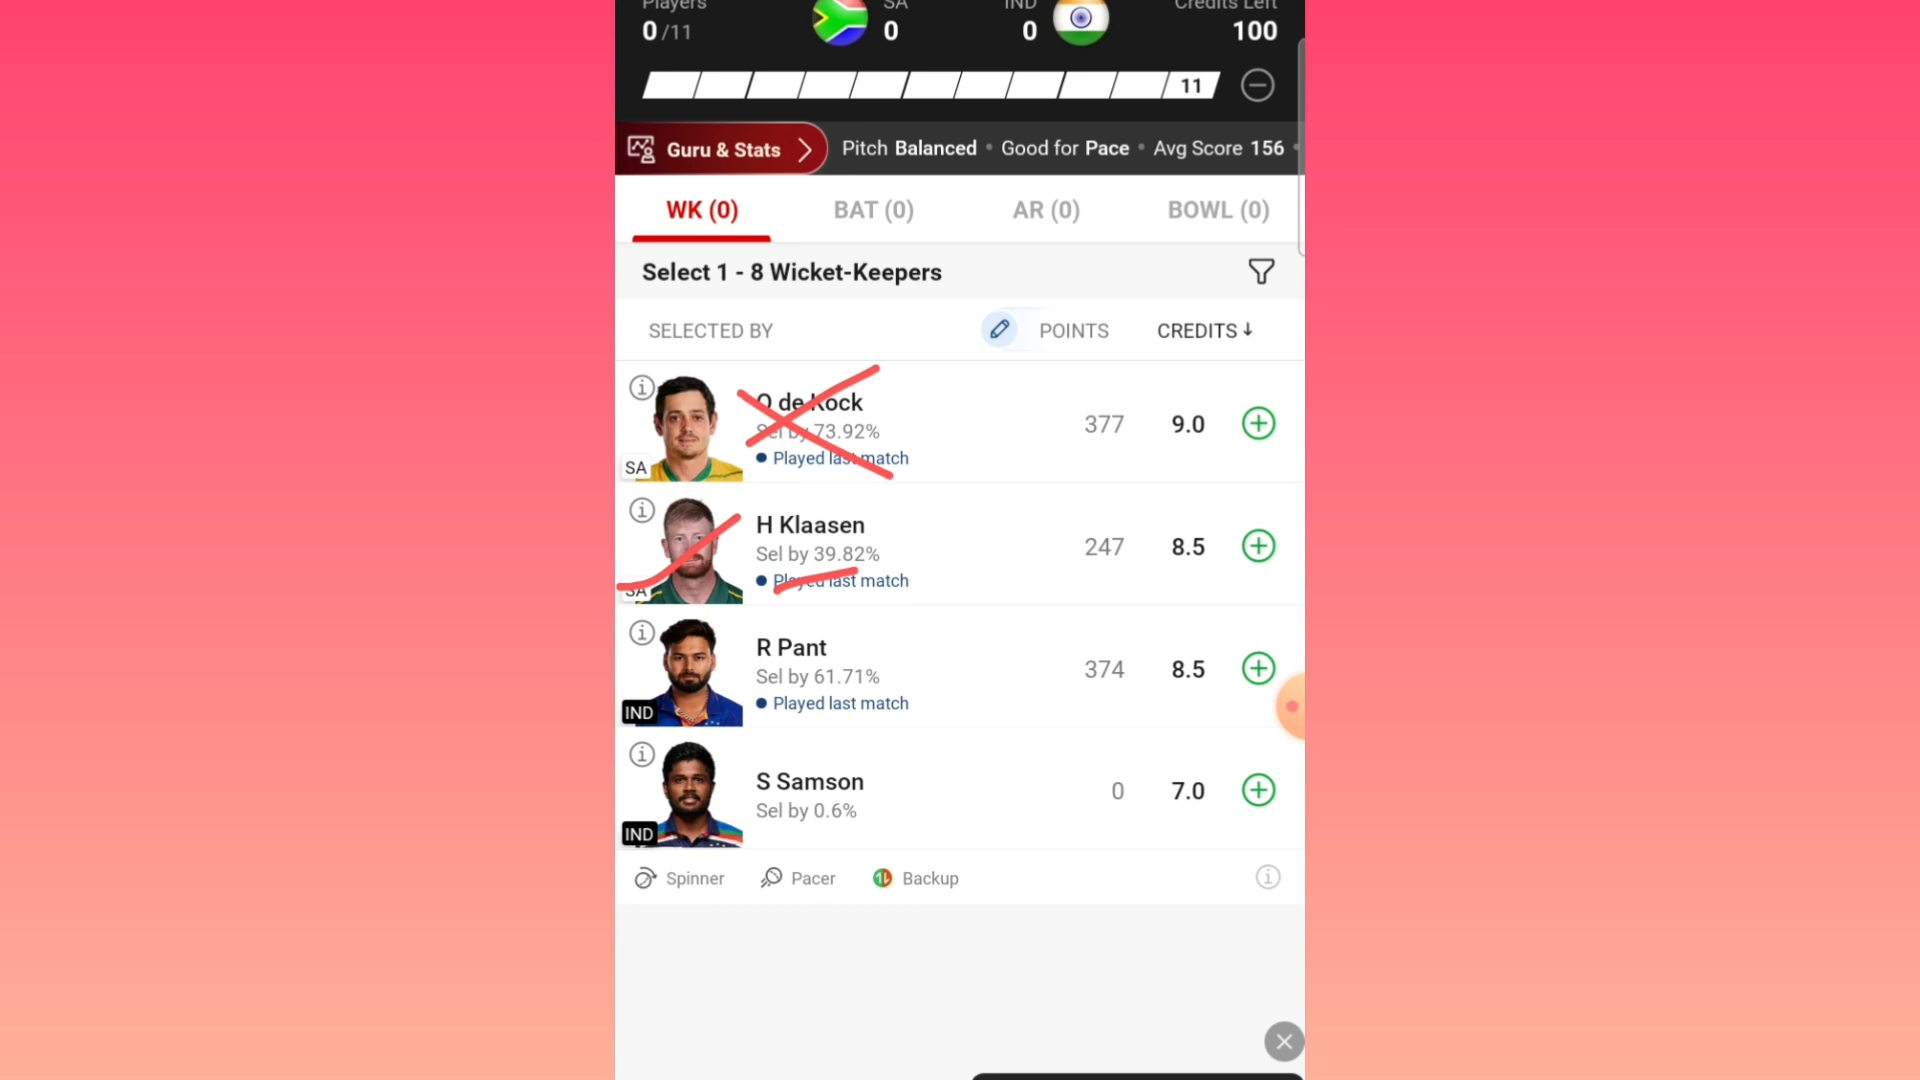 Players
SA
IND
Credits Left
0 /11
0
0
100
11
Guru & Stats
Pitch Balanced • Good for Pace • Avg Score 156 •
WK (0)
BAT (0)
AR (0)
BOWL (0)
Select 1 - 8 Wicket-Keepers
SELECTED BY
POINTS
CREDITS
Q de Kock
Sel by 73.92%
377
9.0
Played last match
SA
H Klaasen
Sel by 39.82%
247
8.5
Played last match
SA
R Pant
Sel by 61.71%
374
8.5
Played last match
IND
S Samson
Sel by 0.6%
0
7.0
IND
Spinner
Pacer
Backup